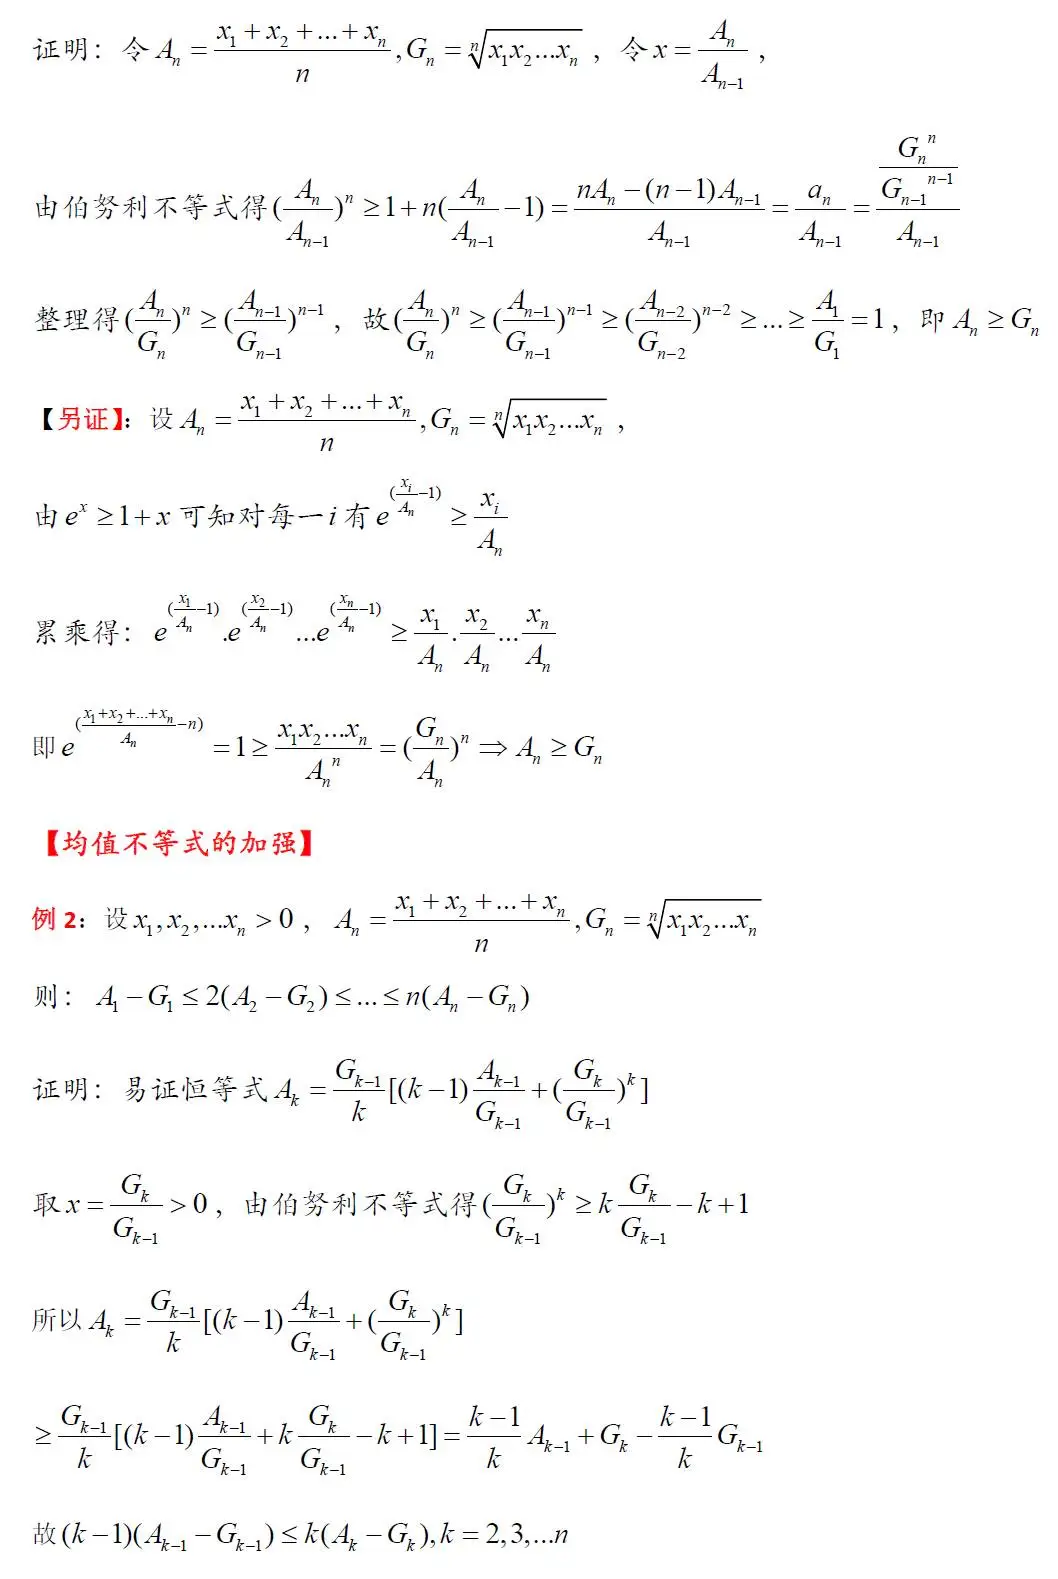 证明：令 $A_n=\frac{x_1+x_2+...+x_n}{n},G_n=\sqrt[n]{x_1x_2...x_n}$ ，令 $x=\frac{A_n}{A_{n-1}}$ ，
由伯努利不等式得 $(\frac{A_n}{A_{n-1}})^n\geq 1+n(\frac{A_n}{A_{n-1}}-1)=\frac{nA_n-(n-1)A_{n-1}}{A_{n-1}}=\frac{a_n}{A_{n-1}}=\frac{\frac{G_n{}^n}{G_{n-1}{}^{n-1}}}{A_{n-1}}$
整理得 $(\frac{A_n}{G_n})^n\geq(\frac{A_{n-1}}{G_{n-1}})^{n-1}$ ，故 $(\frac{A_n}{G_n})^n\geq(\frac{A_{n-1}}{G_{n-1}})^{n-1}\geq(\frac{A_{n-2}}{G_{n-2}})^{n-2}\geq...\geq\frac{A_1}{G_1}=1$ ，即 $A_n\geq G_n$
【另证】：设 $A_n=\frac{x_1+x_2+...+x_n}{n},G_n=\sqrt[n]{x_1x_2...x_n}$ ，
由 $e^x\geq 1+x$ 可知对每一 $i$ 有 $e^{(\frac{x_i}{A_n}-1)}\geq\frac{x_i}{A_n}$
累乘得：$e^{(\frac{x_1}{A_n}-1)}.e^{(\frac{x_2}{A_n}-1)}...e^{(\frac{x_n}{A_n}-1)}\geq\frac{x_1}{A_n}.\frac{x_2}{A_n}...\frac{x_n}{A_n}$
即 $e^{(\frac{x_1+x_2+...+x_n}{A_n}-n)}=1\geq\frac{x_1x_2...x_n}{A_n{}^n}=(\frac{G_n}{A_n})^n\Rightarrow A_n\geq G_n$
【均值不等式的加强】
例 2：设 $x_1,x_2,...x_n>0$ ，$A_n=\frac{x_1+x_2+...+x_n}{n},G_n=\sqrt[n]{x_1x_2...x_n}$
则：$A_1-G_1\leq 2(A_2-G_2)\leq...\leq n(A_n-G_n)$
证明：易证恒等式 $A_k=\frac{G_{k-1}}{k}[(k-1)\frac{A_{k-1}}{G_{k-1}}+(\frac{G_k}{G_{k-1}})^k]$
取 $x=\frac{G_k}{G_{k-1}}>0$ ，由伯努利不等式得 $(\frac{G_k}{G_{k-1}})^k\geq k\frac{G_k}{G_{k-1}}-k+1$
所以 $A_k=\frac{G_{k-1}}{k}[(k-1)\frac{A_{k-1}}{G_{k-1}}+(\frac{G_k}{G_{k-1}})^k]$
$\geq\frac{G_{k-1}}{k}[(k-1)\frac{A_{k-1}}{G_{k-1}}+k\frac{G_k}{G_{k-1}}-k+1]=\frac{k-1}{k}A_{k-1}+G_k-\frac{k-1}{k}G_{k-1}$
故 $(k-1)(A_{k-1}-G_{k-1})\leq k(A_k-G_k),k=2,3,...n$